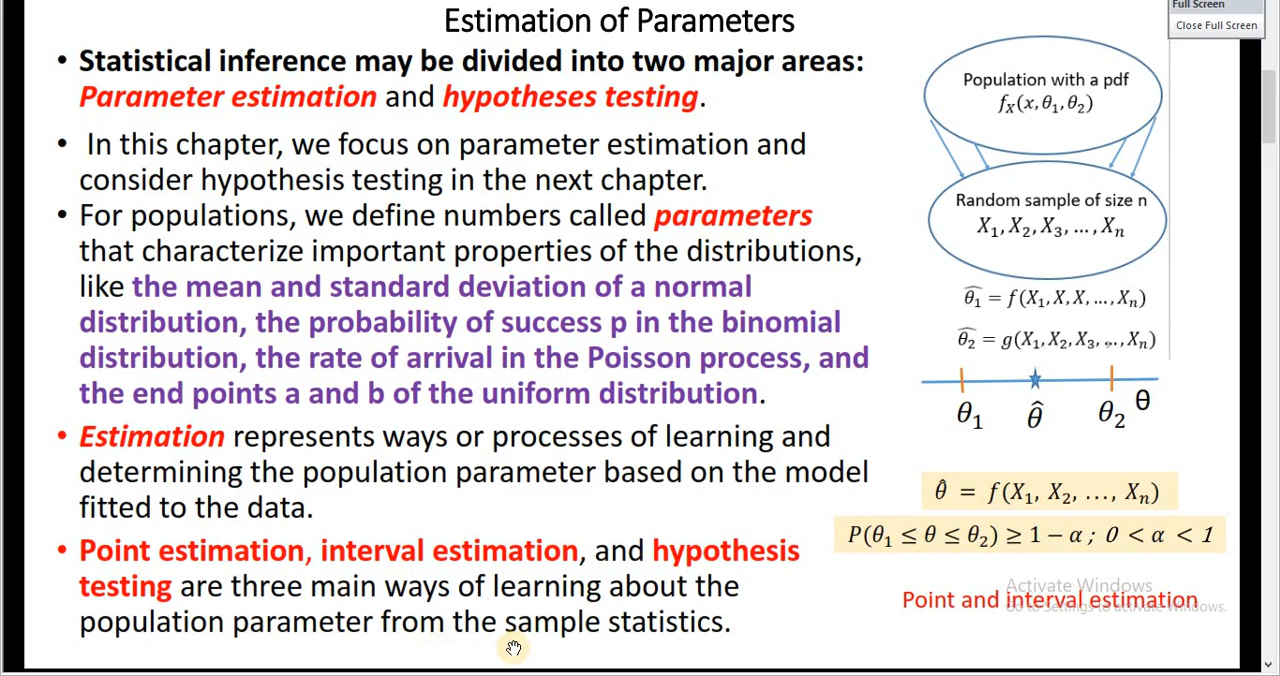 Estimation of Parameters
Full Screen
Close Full Screen
• Statistical inference may be divided into two major areas:
Parameter estimation and hypotheses testing.
• In this chapter, we focus on parameter estimation and
consider hypothesis testing in the next chapter.
• For populations, we define numbers called parameters
that characterize important properties of the distributions,
like the mean and standard deviation of a normal
distribution, the probability of success p in the binomial
distribution, the rate of arrival in the Poisson process, and
the end points a and b of the uniform distribution.
• Estimation represents ways or processes of learning and
determining the population parameter based on the model
fitted to the data.
• Point estimation, interval estimation, and hypothesis
testing are three main ways of learning about the
population parameter from the sample statistics.
Population with a pdf
f_X(x, θ₁, θ₂)
Random sample of size n
X₁, X₂, X₃, …, Xₙ
θ̂₁ = f(X₁, X, X, …, Xₙ)
θ̂₂ = g(X₁, X₂, X₃, …, Xₙ)
θ₁ θ̂ θ₂ θ
θ̂ = f(X₁, X₂, …, Xₙ)
P(θ₁ ≤ θ ≤ θ₂) ≥ 1 − α; 0 < α < 1
Activate Windows
Point and interval estimation
Go to Settings to activate Windows.